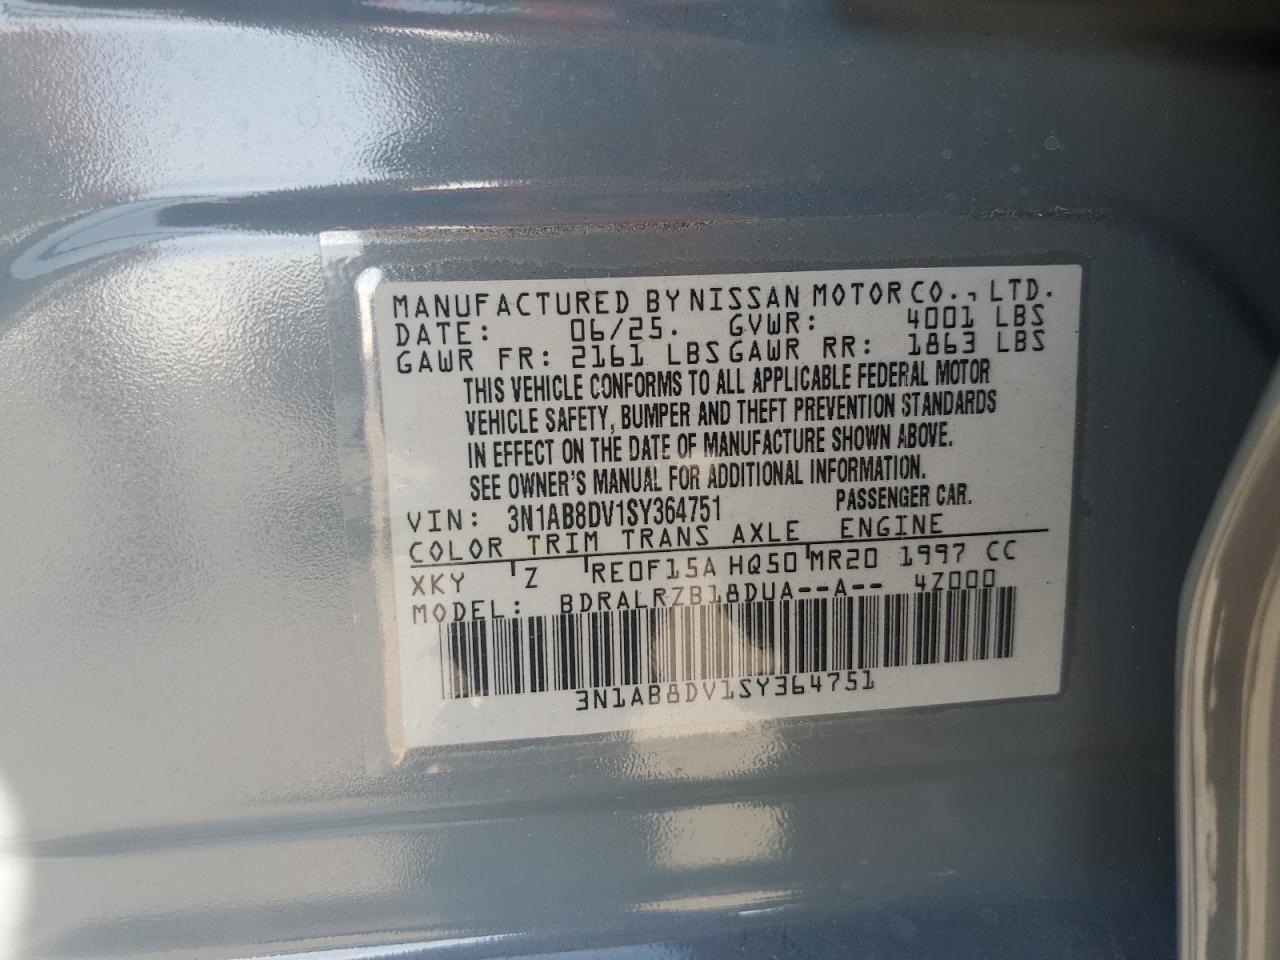 MANUFACTURED BY NISSAN MOTOR CO., LTD.
DATE: 06/25. GVWR: 4001 LBS
GAWR FR: 2161 LBS GAWR RR: 1863 LBS
THIS VEHICLE CONFORMS TO ALL APPLICABLE FEDERAL MOTOR
VEHICLE SAFETY, BUMPER AND THEFT PREVENTION STANDARDS
IN EFFECT ON THE DATE OF MANUFACTURE SHOWN ABOVE.
SEE OWNER'S MANUAL FOR ADDITIONAL INFORMATION.
VIN: 3N1AB8DV1SY364751 PASSENGER CAR.
COLOR TRIM TRANS AXLE ENGINE
XKY Z RE0F15A HQ50 MR20 1997 CC
MODEL: BDRALRZB18DUA--A-- 4Z000
3N1AB8DV1SY364751